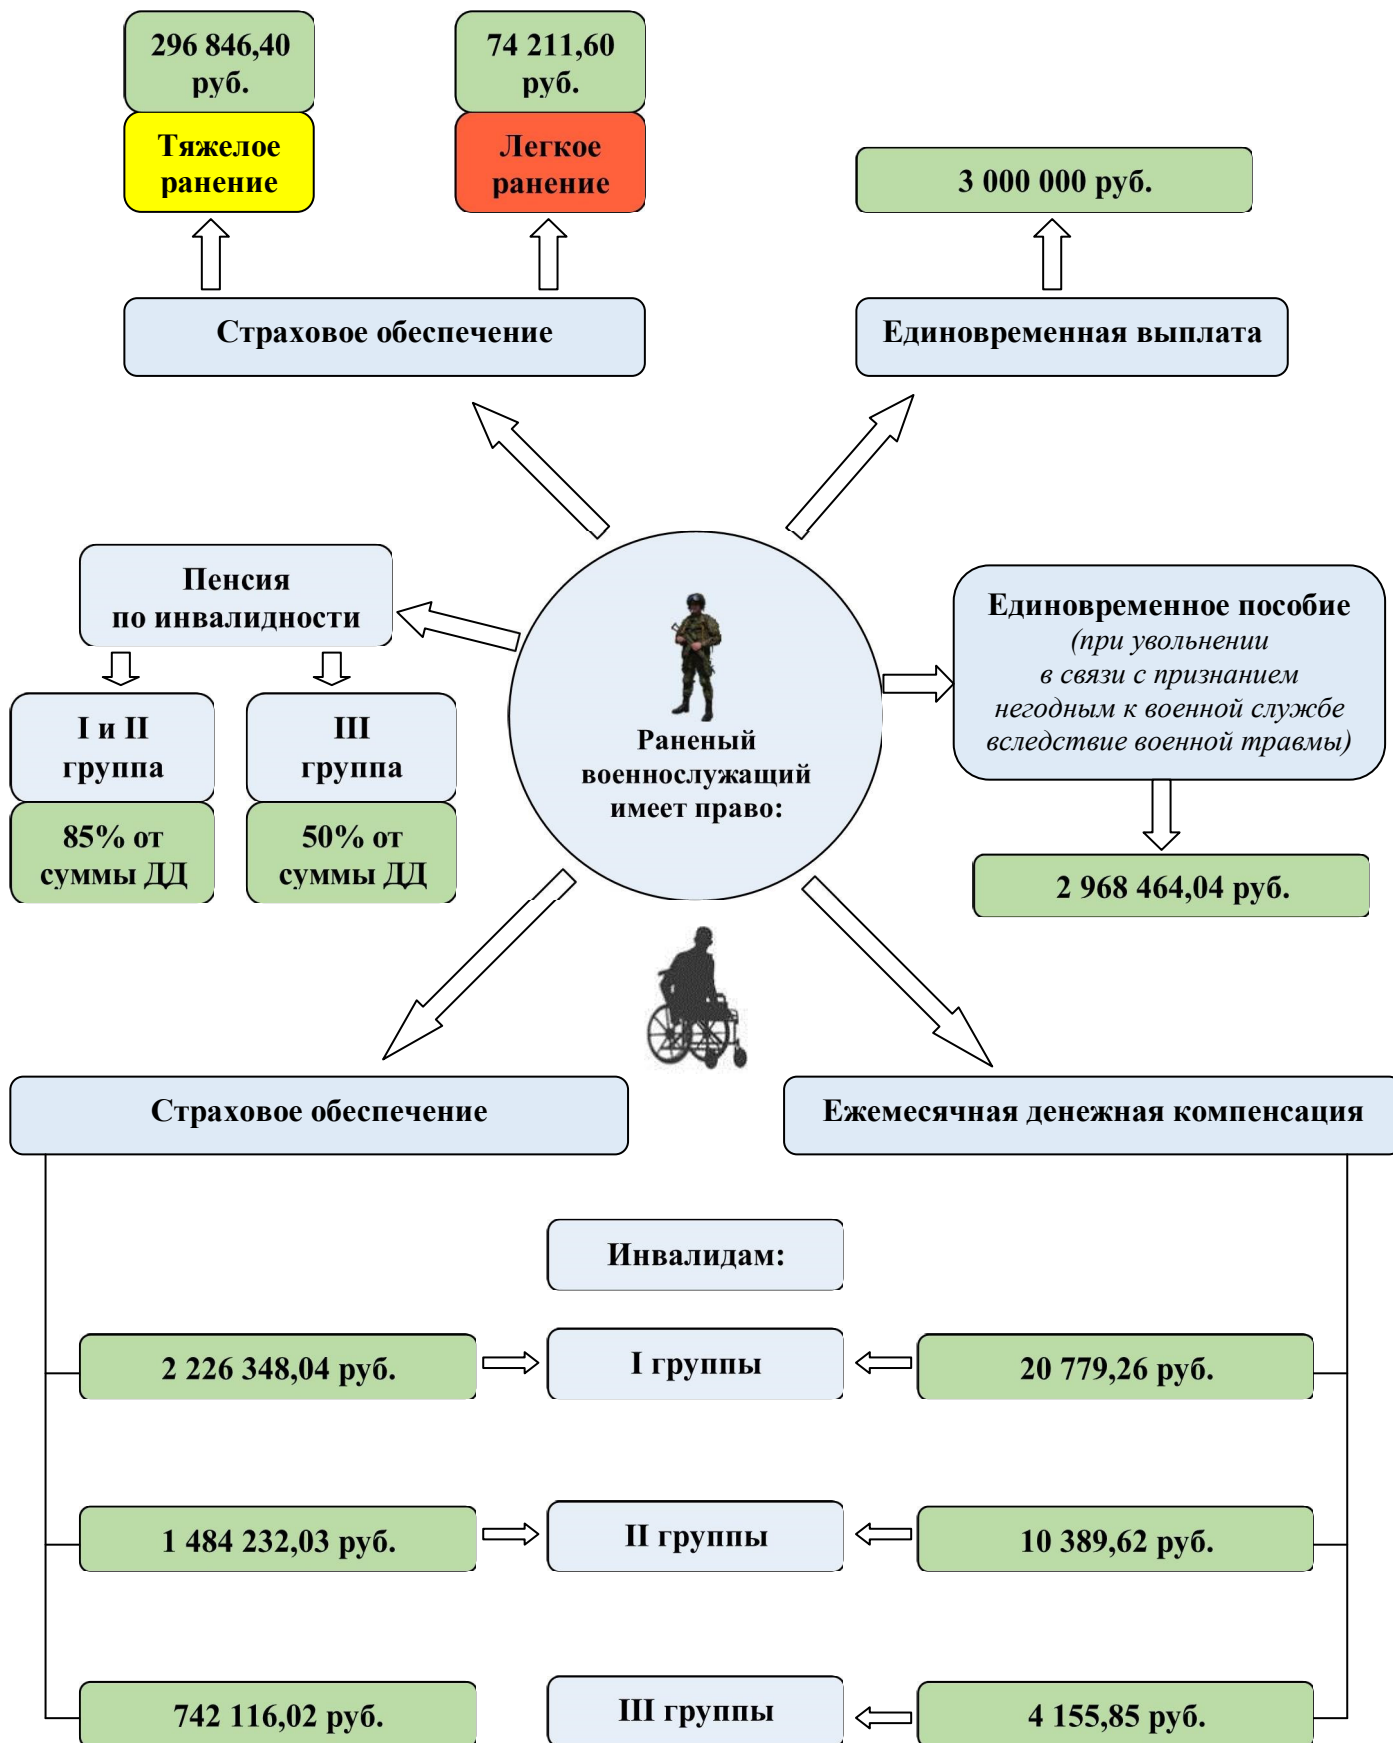 296 846,40
руб.
Тяжелое
ранение
74 211,60
руб.
Легкое
ранение
3 000 000 руб.
Страховое обеспечение
Единовременная выплата
Пенсия
по инвалидности
I и II
группа
85% от
суммы ДД
III
группа
50% от
суммы ДД
Раненый
военнослужащий
имеет право:
Единовременное пособие
(при увольнении
в связи с признанием
негодным к военной службе
вследствие военной травмы)
2 968 464,04 руб.
Страховое обеспечение
Ежемесячная денежная компенсация
Инвалидам:
2 226 348,04 руб.
I группы
20 779,26 руб.
1 484 232,03 руб.
II группы
10 389,62 руб.
742 116,02 руб.
III группы
4 155,85 руб.